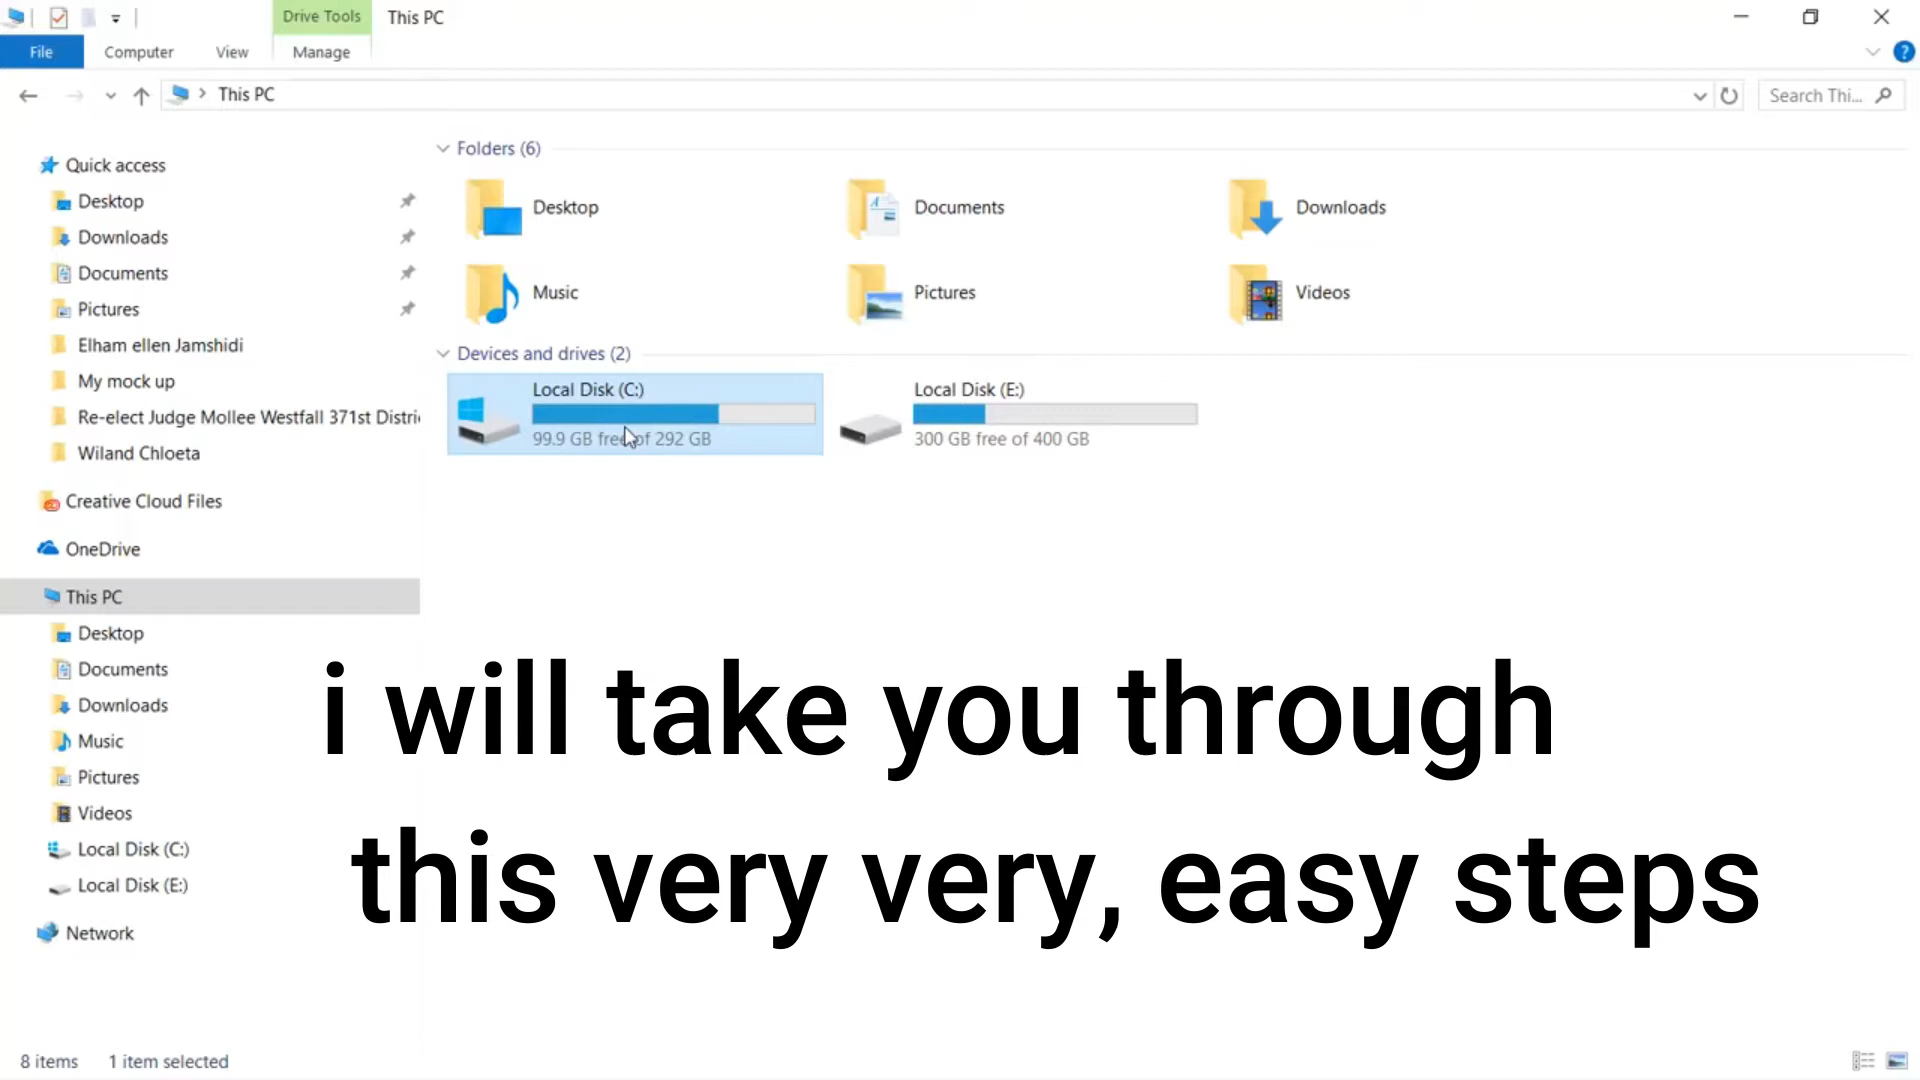 Drive Tools
This PC
File
Computer
View
Manage
This PC
Search Thi...
Quick access
Desktop
Downloads
Documents
Pictures
Elham ellen Jamshidi
My mock up
Re-elect Judge Mollee Westfall 371st Distri
Wiland Chloeta
Creative Cloud Files
OneDrive
This PC
Desktop
Documents
Downloads
Music
Pictures
Videos
Local Disk (C:)
Local Disk (E:)
Network
Folders (6)
Desktop
Documents
Downloads
Music
Pictures
Videos
Devices and drives (2)
Local Disk (C:)
99.9 GB free of 292 GB
Local Disk (E:)
300 GB free of 400 GB
i will take you through
this very very, easy steps
8 items
1 item selected